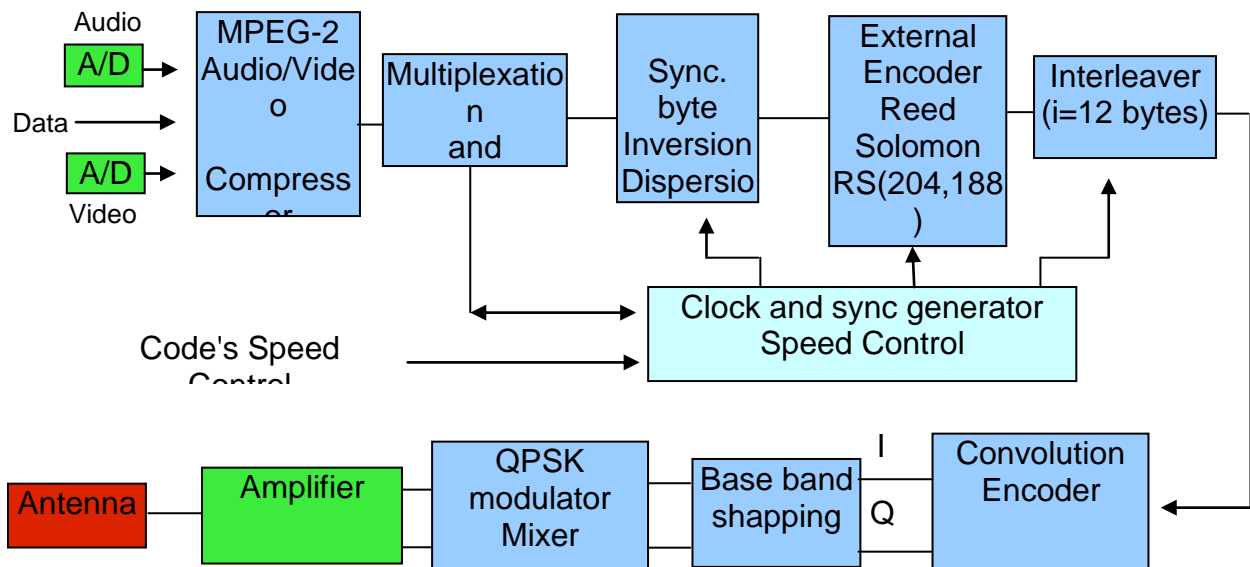 Audio
A/D
Data
A/D
Video
MPEG-2
Audio/Vide
o
Compress
er
Multiplexatio
n
and
Sync.
byte
Inversion
Dispersio
External
Encoder
Reed
Solomon
RS(204,188
)
Interleaver
(i=12 bytes)
Clock and sync generator
Speed Control
Code's Speed
Control
Antenna
Amplifier
QPSK
modulator
Mixer
Base band
shapping
I
Q
Convolution
Encoder